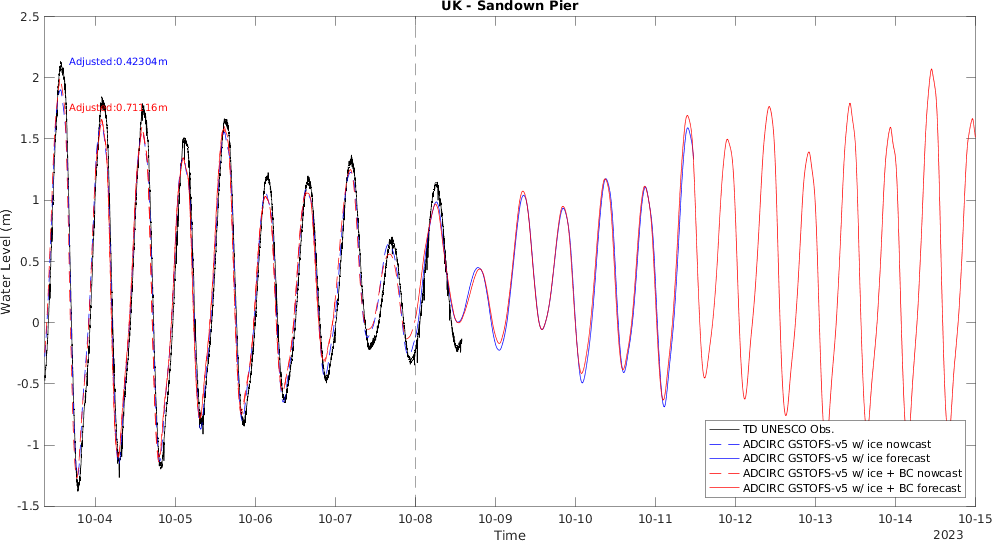 UK - Sandown Pier
2.5
2
1.5
1
0.5
0
-0.5
-1
-1.5
Water Level (m)
Adjusted:0.42304m
Adjusted:0.71116m
TD UNESCO Obs.
ADCIRC GSTOFS-v5 w/ ice nowcast
ADCIRC GSTOFS-v5 w/ ice forecast
ADCIRC GSTOFS-v5 w/ ice + BC nowcast
ADCIRC GSTOFS-v5 w/ ice + BC forecast
10-04 10-05 10-06 10-07 10-08 10-09 10-10 10-11 10-12 10-13 10-14 10-15
Time
2023